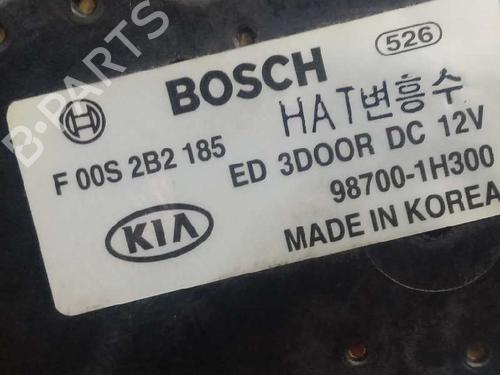 B-PARTS
526
BOSCH
HAT변흥수
F 00S 2B2 185
ED 3DOOR DC 12V
98700-1H300
KIA
MADE IN KOREA